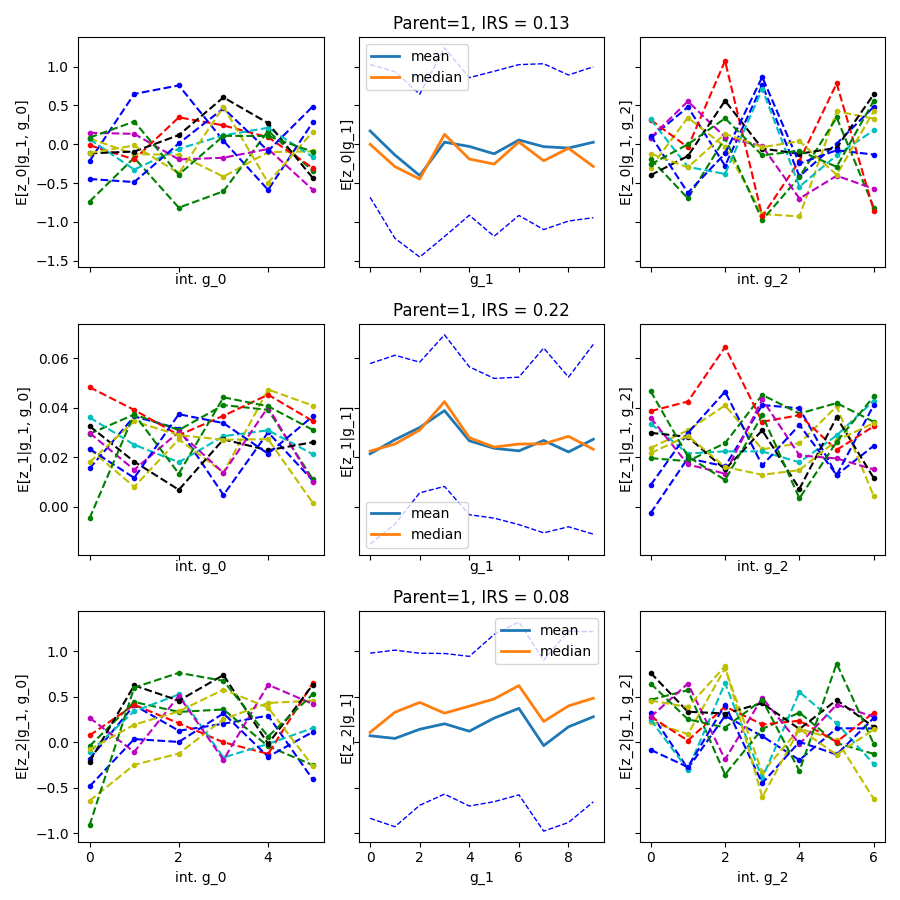 Parent=1, IRS = 0.13
E[z_0|g_1, g_0]
1.0
0.5
0.0
−0.5
−1.0
−1.5
int. g_0
E[z_0|g_1]
mean
median
g_1
E[z_0|g_1, g_2]
int. g_2
Parent=1, IRS = 0.22
E[z_1|g_1, g_0]
0.06
0.04
0.02
0.00
int. g_0
E[z_1|g_1]
mean
median
g_1
E[z_1|g_1, g_2]
int. g_2
Parent=1, IRS = 0.08
E[z_2|g_1, g_0]
1.0
0.5
0.0
−0.5
−1.0
0 2 4
int. g_0
E[z_2|g_1]
mean
median
0 2 4 6 8
g_1
E[z_2|g_1, g_2]
0 2 4 6
int. g_2